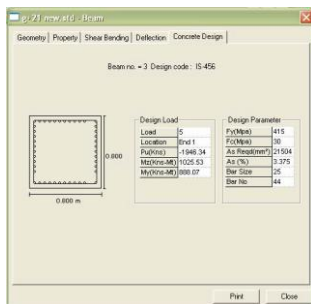 Geometry Property Shear Bending Deflection Concrete Design
Beam no. = 3 Design code : IS-456
Design Load
Load 5
Location End 1
Pu(Kns) -1946.34
Mz(Kns-Mt) 1025.53
My(Kns-Mt) 888.07
Design Parameter
Fy(Mpa) 415
Fc(Mpa) 30
As Reqd(mm²) 21504
As (%) 3.375
Bar Size 25
Bar No 44
0.800
0.800 m
Print Close